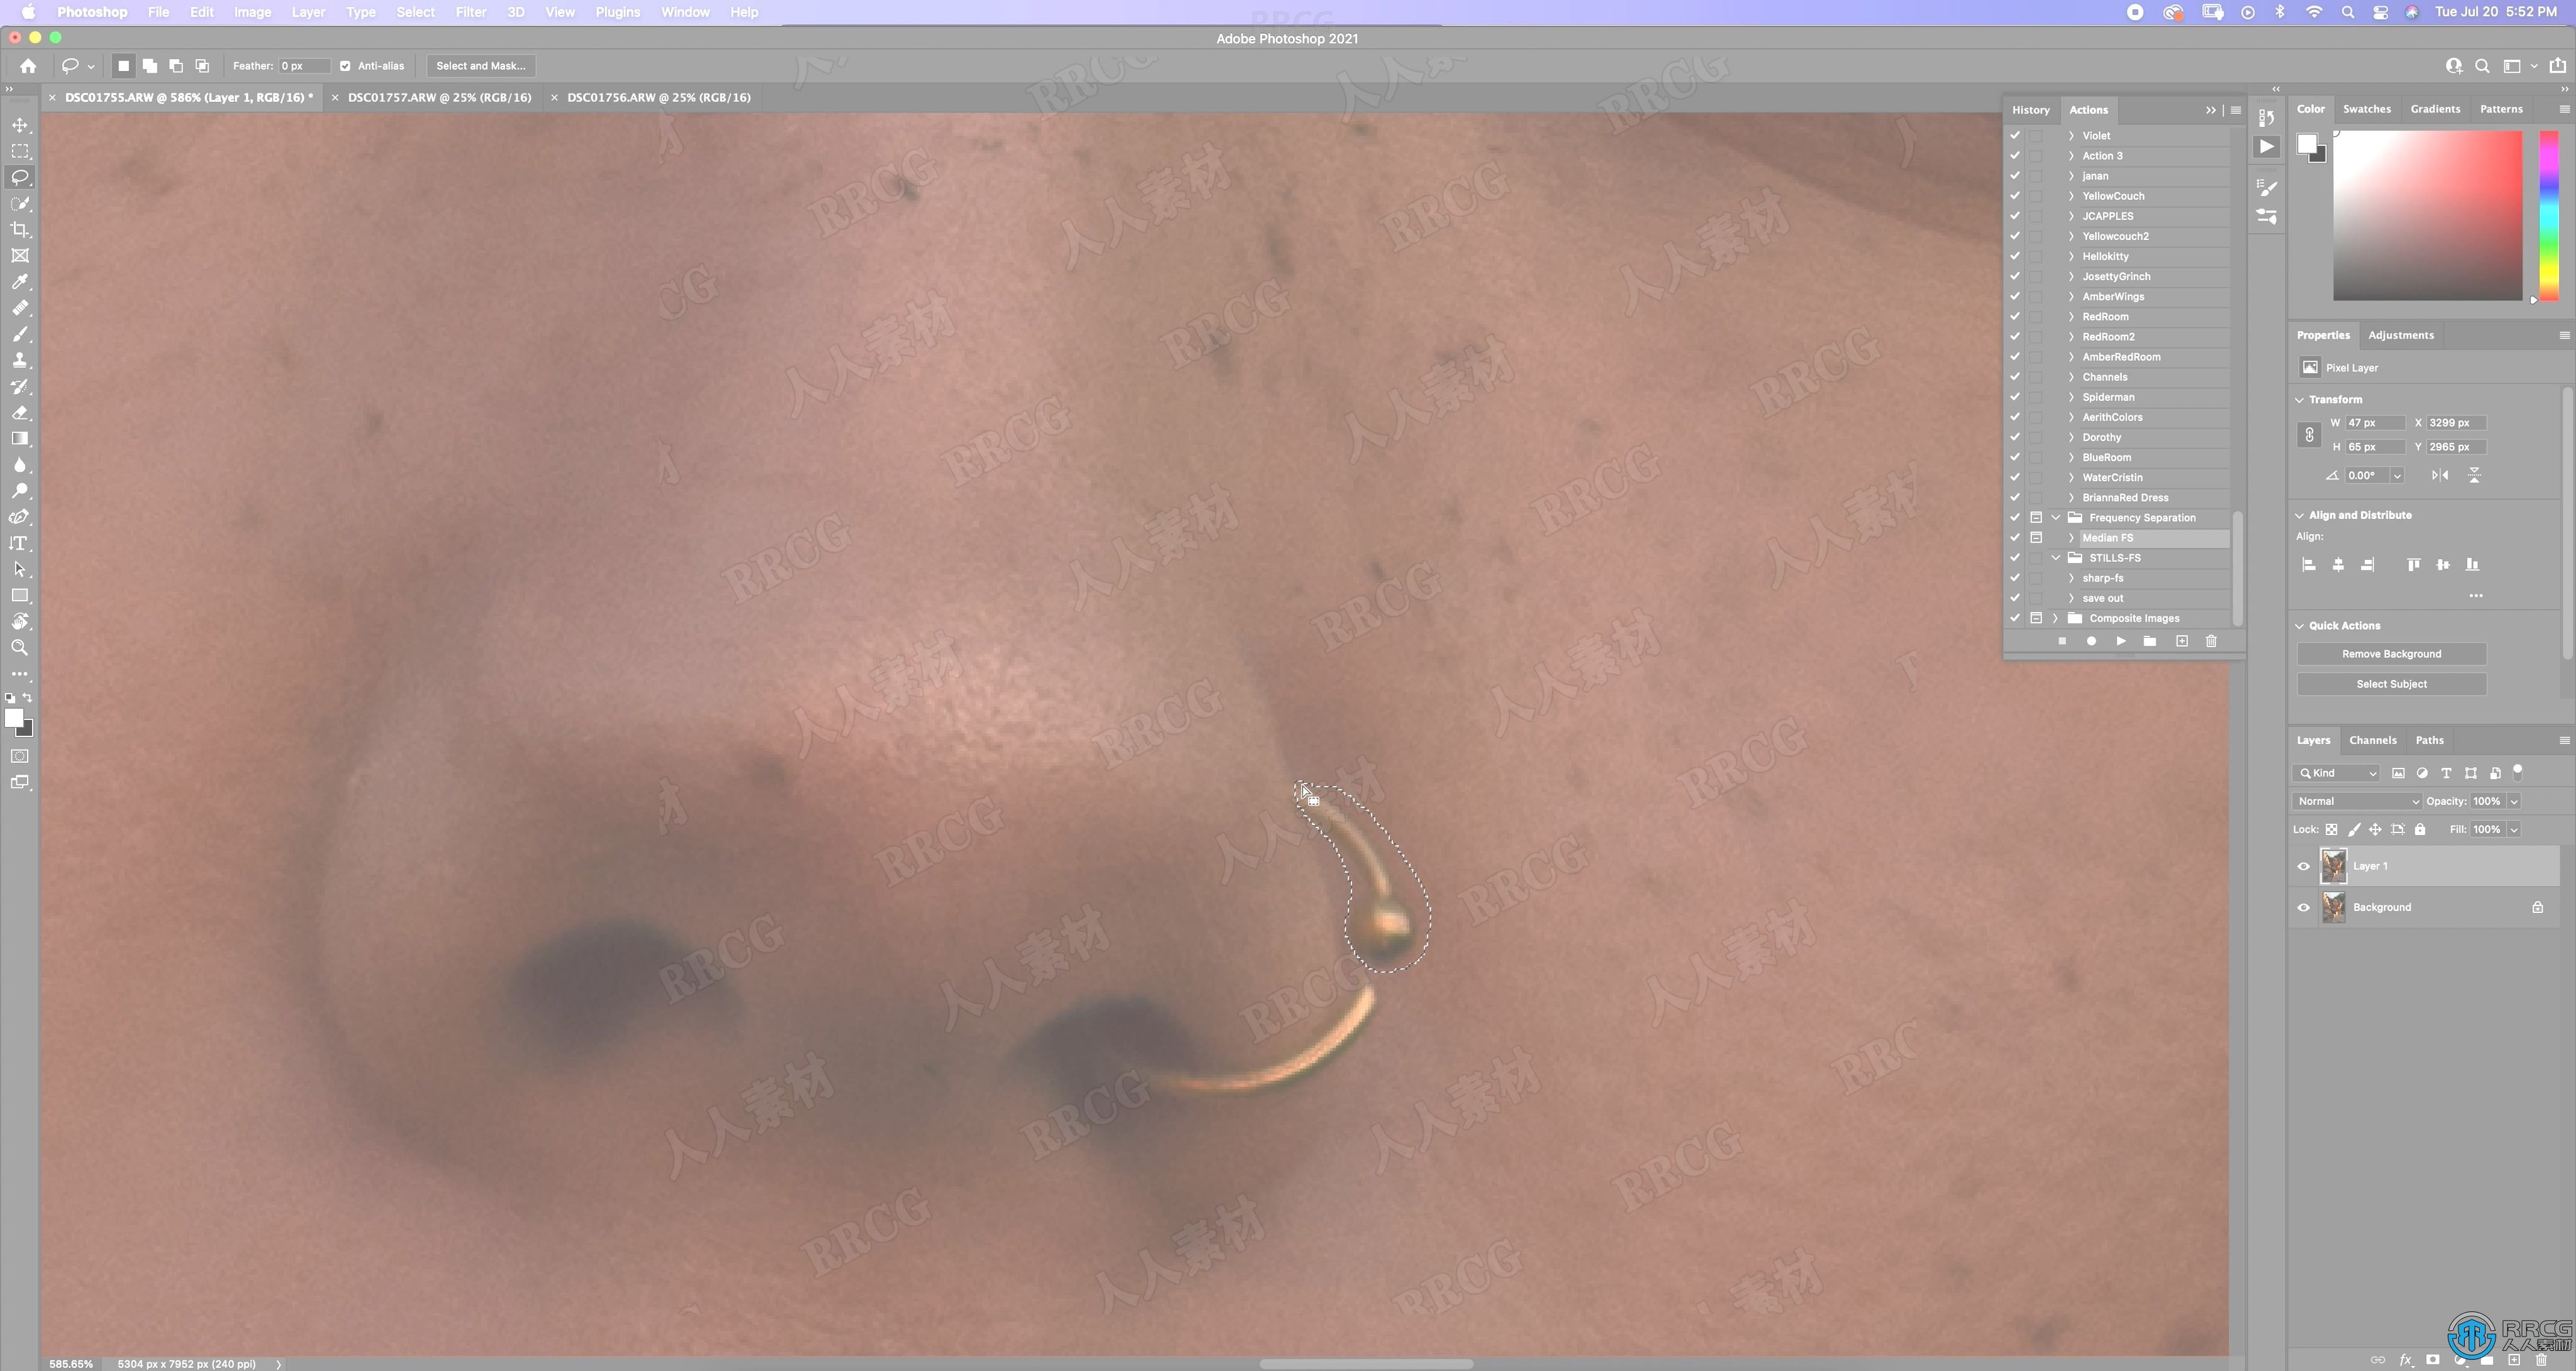 Photoshop File Edit Image Layer Type Select Filter 3D View Plugins Window Help Tue Jul 20 5:52 PM
Adobe Photoshop 2021
Feather: 0 px Anti-alias Select and Mask...
DSC01755.ARW @ 586% (Layer 1, RGB/16) * DSC01757.ARW @ 25% (RGB/16) DSC01756.ARW @ 25% (RGB/16)
History Actions
Violet
Action 3
janan
YellowCouch
JCAPPLES
Yellowcouch2
Hellokitty
JosettyGrinch
AmberWings
RedRoom
RedRoom2
AmberRedRoom
Channels
Spiderman
AerithColors
Dorothy
BlueRoom
WaterCristin
BriannaRed Dress
Frequency Separation
Median FS
STILLS-FS
sharp-fs
save out
Composite Images
Color Swatches Gradients Patterns
Properties Adjustments
Pixel Layer
Transform
W 47 px X 3299 px
H 65 px Y 2965 px
0.00°
Align and Distribute
Align:
Quick Actions
Remove Background
Select Subject
Layers Channels Paths
Kind
Normal Opacity: 100%
Lock: Fill: 100%
Layer 1
Background
RRCG
人人素材
585.65% 5304 px x 7952 px (240 ppi)